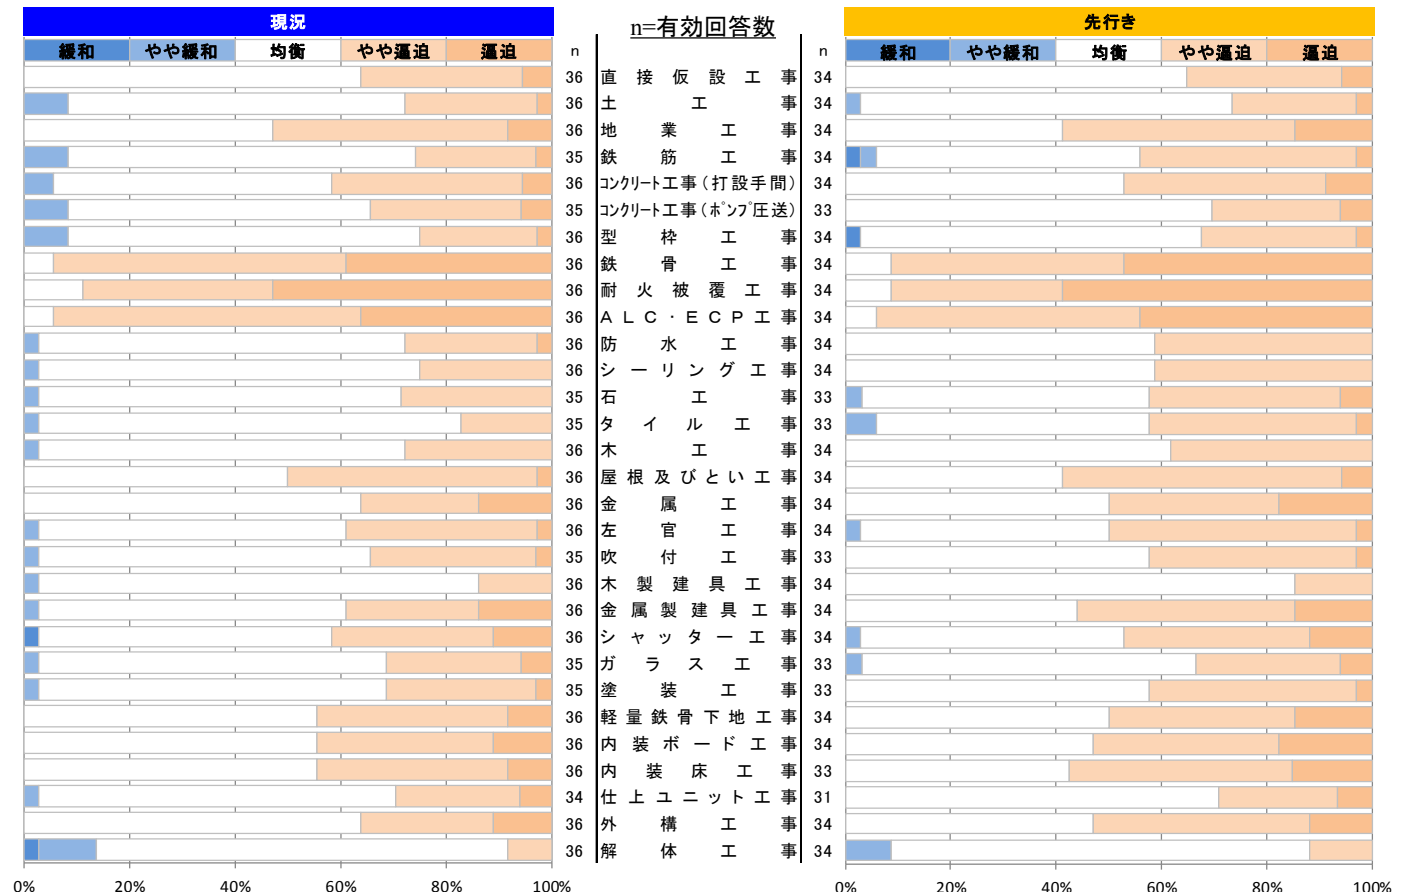 現況 n=有効回答数 先行き
緩和 やや緩和 均衡 やや逼迫 逼迫 n n 緩和 やや緩和 均衡 やや逼迫 逼迫
36 直接仮設工事 34
36 土工事 34
36 地業工事 34
35 鉄筋工事 34
36 コンクリート工事(打設手間) 34
35 コンクリート工事(ポンプ圧送) 33
36 型枠工事 34
36 鉄骨工事 34
36 耐火被覆工事 34
36 ALC・ECP工事 34
36 防水工事 34
36 シーリング工事 34
35 石工事 33
35 タイル工事 33
36 木工事 34
36 屋根及びとい工事 34
36 金属工事 34
36 左官工事 34
35 吹付工事 33
36 木製建具工事 34
36 金属製建具工事 34
36 シャッター工事 34
35 ガラス工事 33
35 塗装工事 33
36 軽量鉄骨下地工事 34
36 内装ボード工事 34
36 内装床工事 33
34 仕上ユニット工事 31
36 外構工事 34
36 解体工事 34
0% 20% 40% 60% 80% 100% 0% 20% 40% 60% 80% 100%